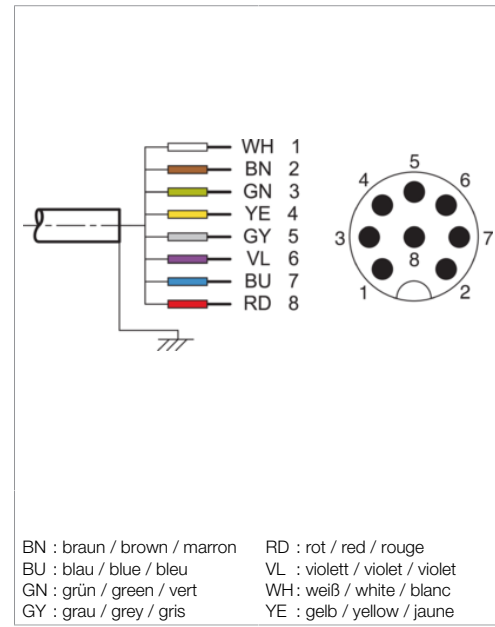 WH 1
BN 2
GN 3
YE 4
GY 5
VL 6
BU 7
RD 8
5
4 6
3 7
8
1 2
BN : braun / brown / marron
BU : blau / blue / bleu
GN : grün / green / vert
GY : grau / grey / gris
RD : rot / red / rouge
VL : violett / violet / violet
WH : weiß / white / blanc
YE : gelb / yellow / jaune